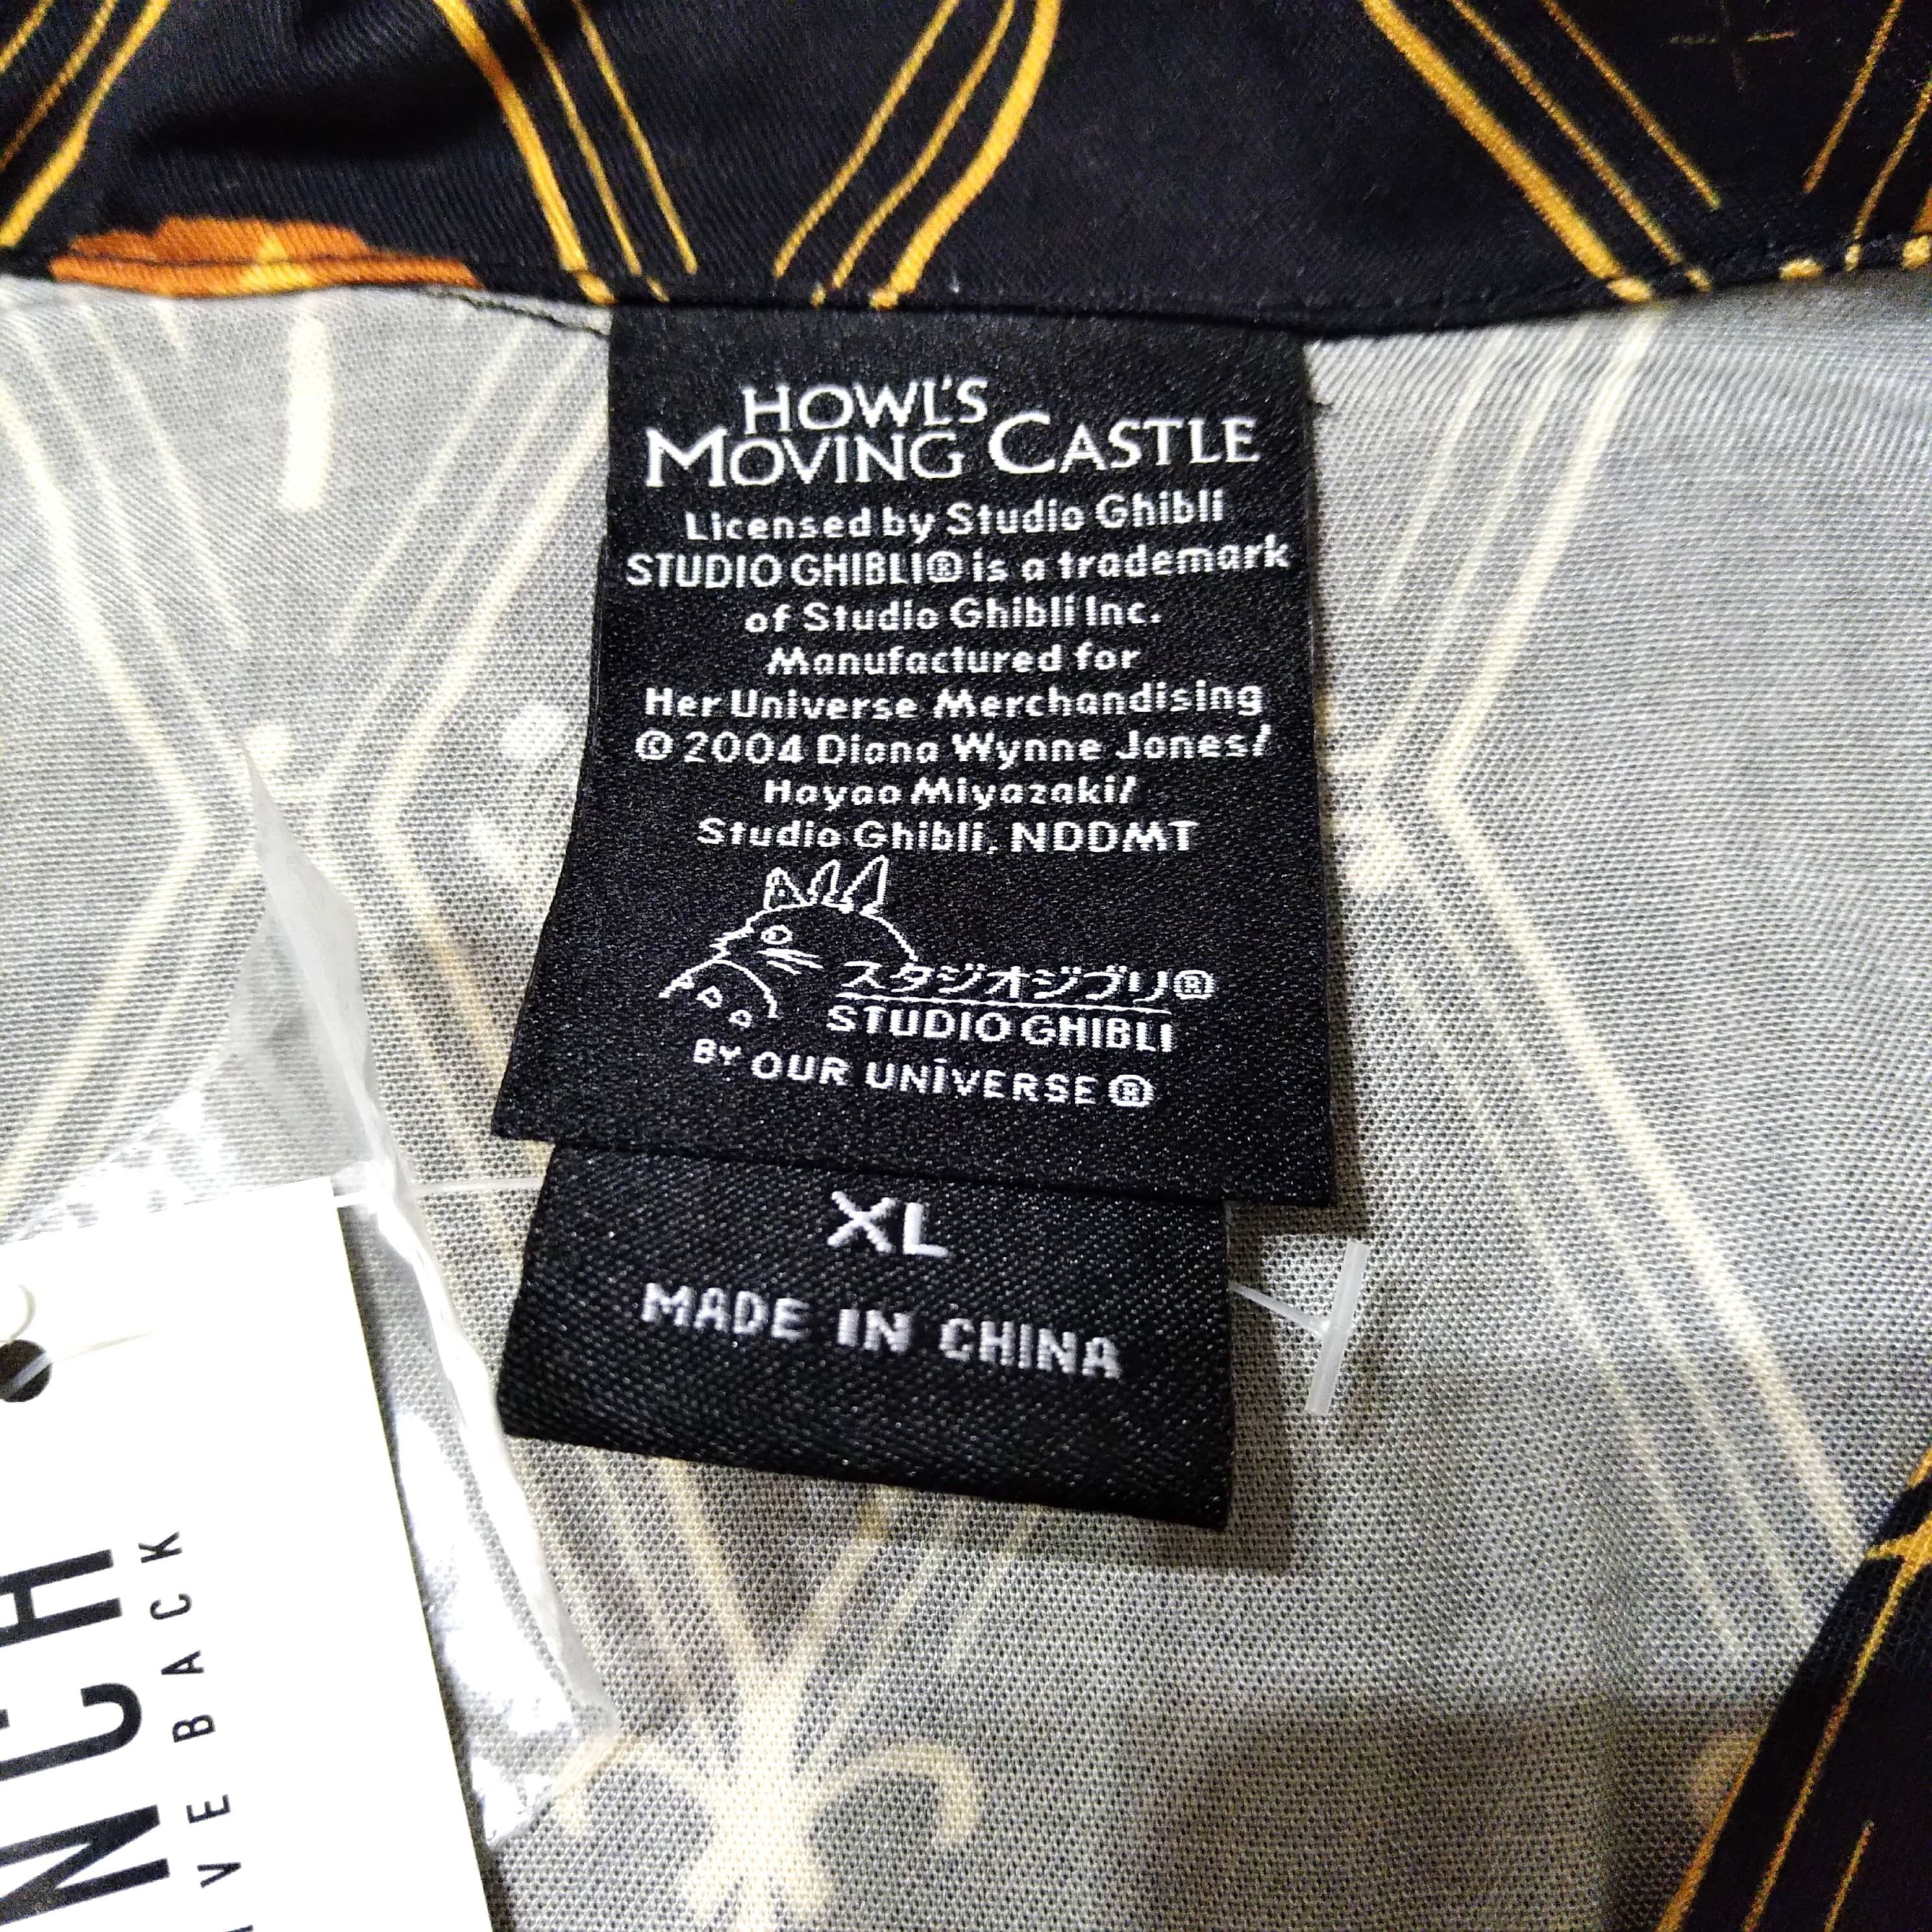 HOWL'S
MOVING CASTLE
Licensed by Studio Ghibli
STUDIO GHIBLI® is a trademark
of Studio Ghibli Inc.
Manufactured for
Her Universe Merchandising
© 2004 Diana Wynne Jones/
Hayao Miyazaki/
Studio Ghibli, NDDMT
スタジオジブリ®
STUDIO GHIBLI
BY OUR UNIVERSE ®
XL
MADE IN CHINA
BACK